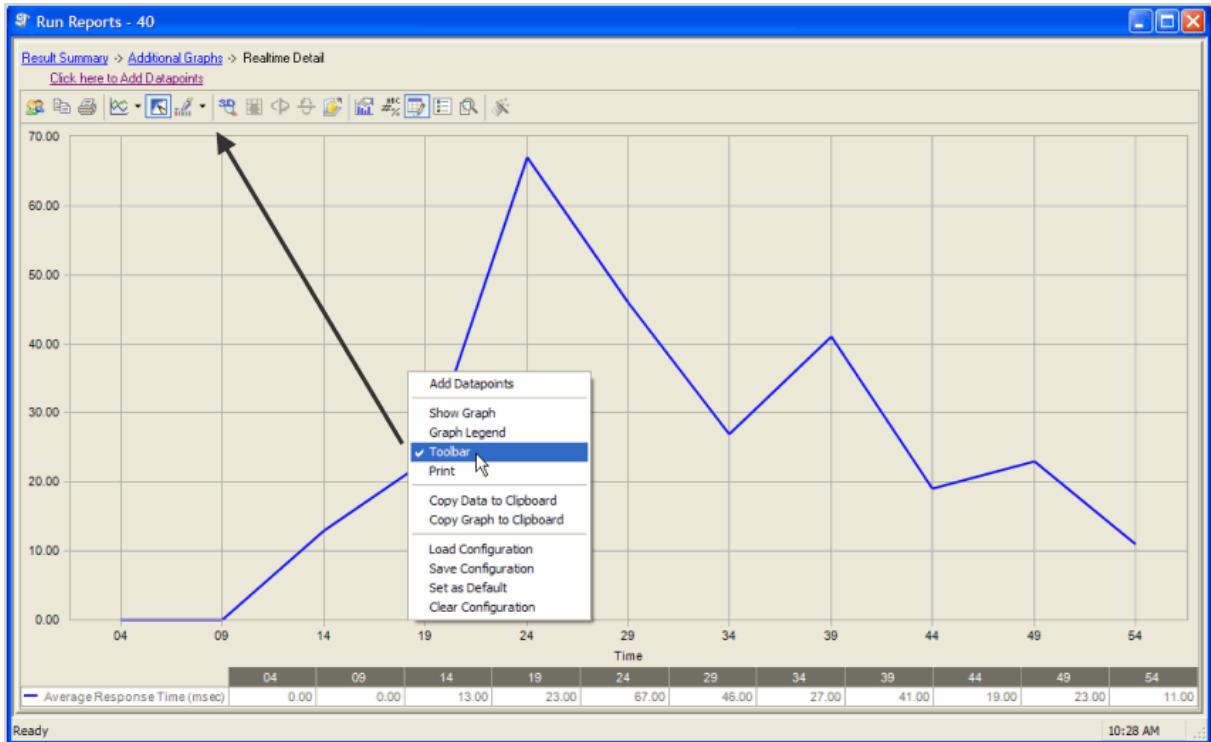 Run Reports - 40
Result Summary -> Additional Graphs -> Realtime Detail
Click here to Add Datapoints
70.00
60.00
50.00
40.00
30.00
20.00
10.00
0.00
Add Datapoints
Show Graph
Graph Legend
Toolbar
Print
Copy Data to Clipboard
Copy Graph to Clipboard
Load Configuration
Save Configuration
Set as Default
Clear Configuration
04 09 14 19 24 29 34 39 44 49 54
Time
04 09 14 19 24 29 34 39 44 49 54
Average Response Time (msec) 0.00 0.00 13.00 23.00 67.00 46.00 27.00 41.00 19.00 23.00 11.00
Ready 10:28 AM